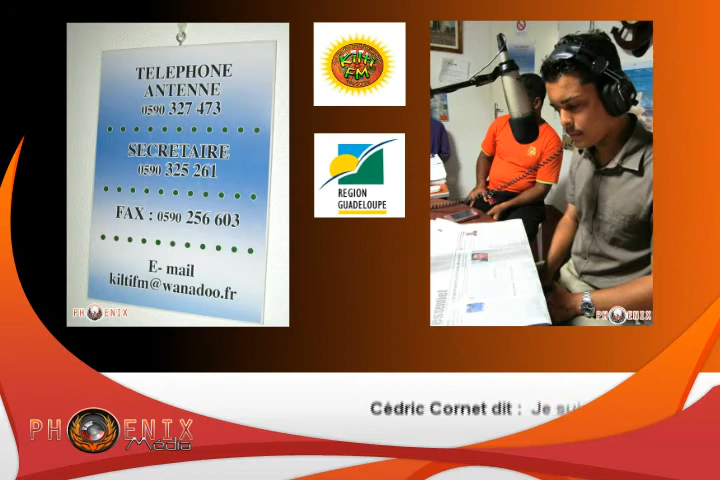 TELEPHONE
ANTENNE
0590 327 473
SECRETAIRE
0590 325 261
FAX : 0590 256 603
E- mail
kiltifm@wanadoo.fr
PHOENIX
KiLTi
FM
REGION
GUADELOUPE
PHOENIX
Cédric Cornet dit : Je
PHOENIX
Média